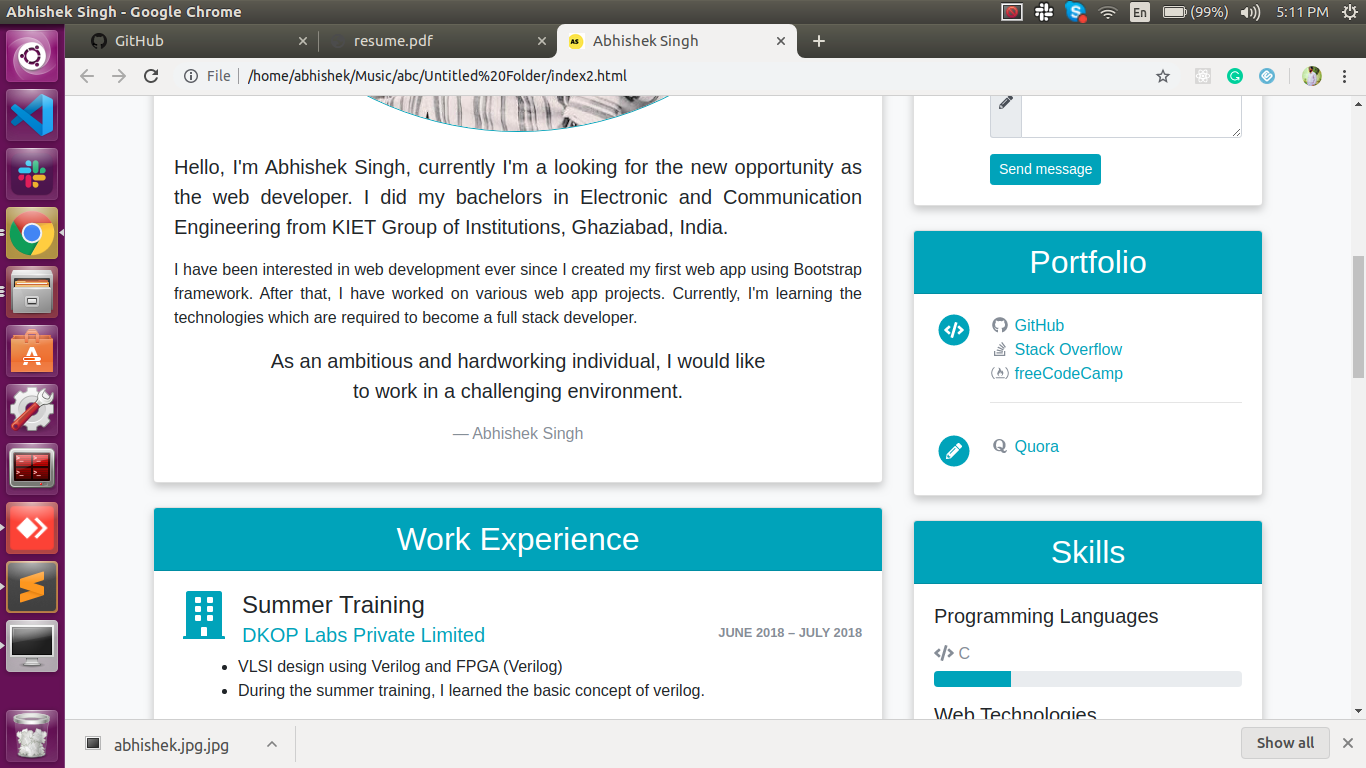 Abhishek Singh - Google Chrome
En
(99%)
5:11 PM
GitHub
resume.pdf
AS
Abhishek Singh
File
/home/abhishek/Music/abc/Untitled%20Folder/index2.html
Hello, I'm Abhishek Singh, currently I'm a looking for the new opportunity as
the web developer. I did my bachelors in Electronic and Communication
Engineering from KIET Group of Institutions, Ghaziabad, India.
I have been interested in web development ever since I created my first web app using Bootstrap
framework. After that, I have worked on various web app projects. Currently, I'm learning the
technologies which are required to become a full stack developer.
As an ambitious and hardworking individual, I would like
to work in a challenging environment.
— Abhishek Singh
Work Experience
Summer Training
DKOP Labs Private Limited
JUNE 2018 – JULY 2018
• VLSI design using Verilog and FPGA (Verilog)
• During the summer training, I learned the basic concept of verilog.
Send message
Portfolio
GitHub
Stack Overflow
freeCodeCamp
Quora
Skills
Programming Languages
C
Web Technologies
abhishek.jpg.jpg
Show all